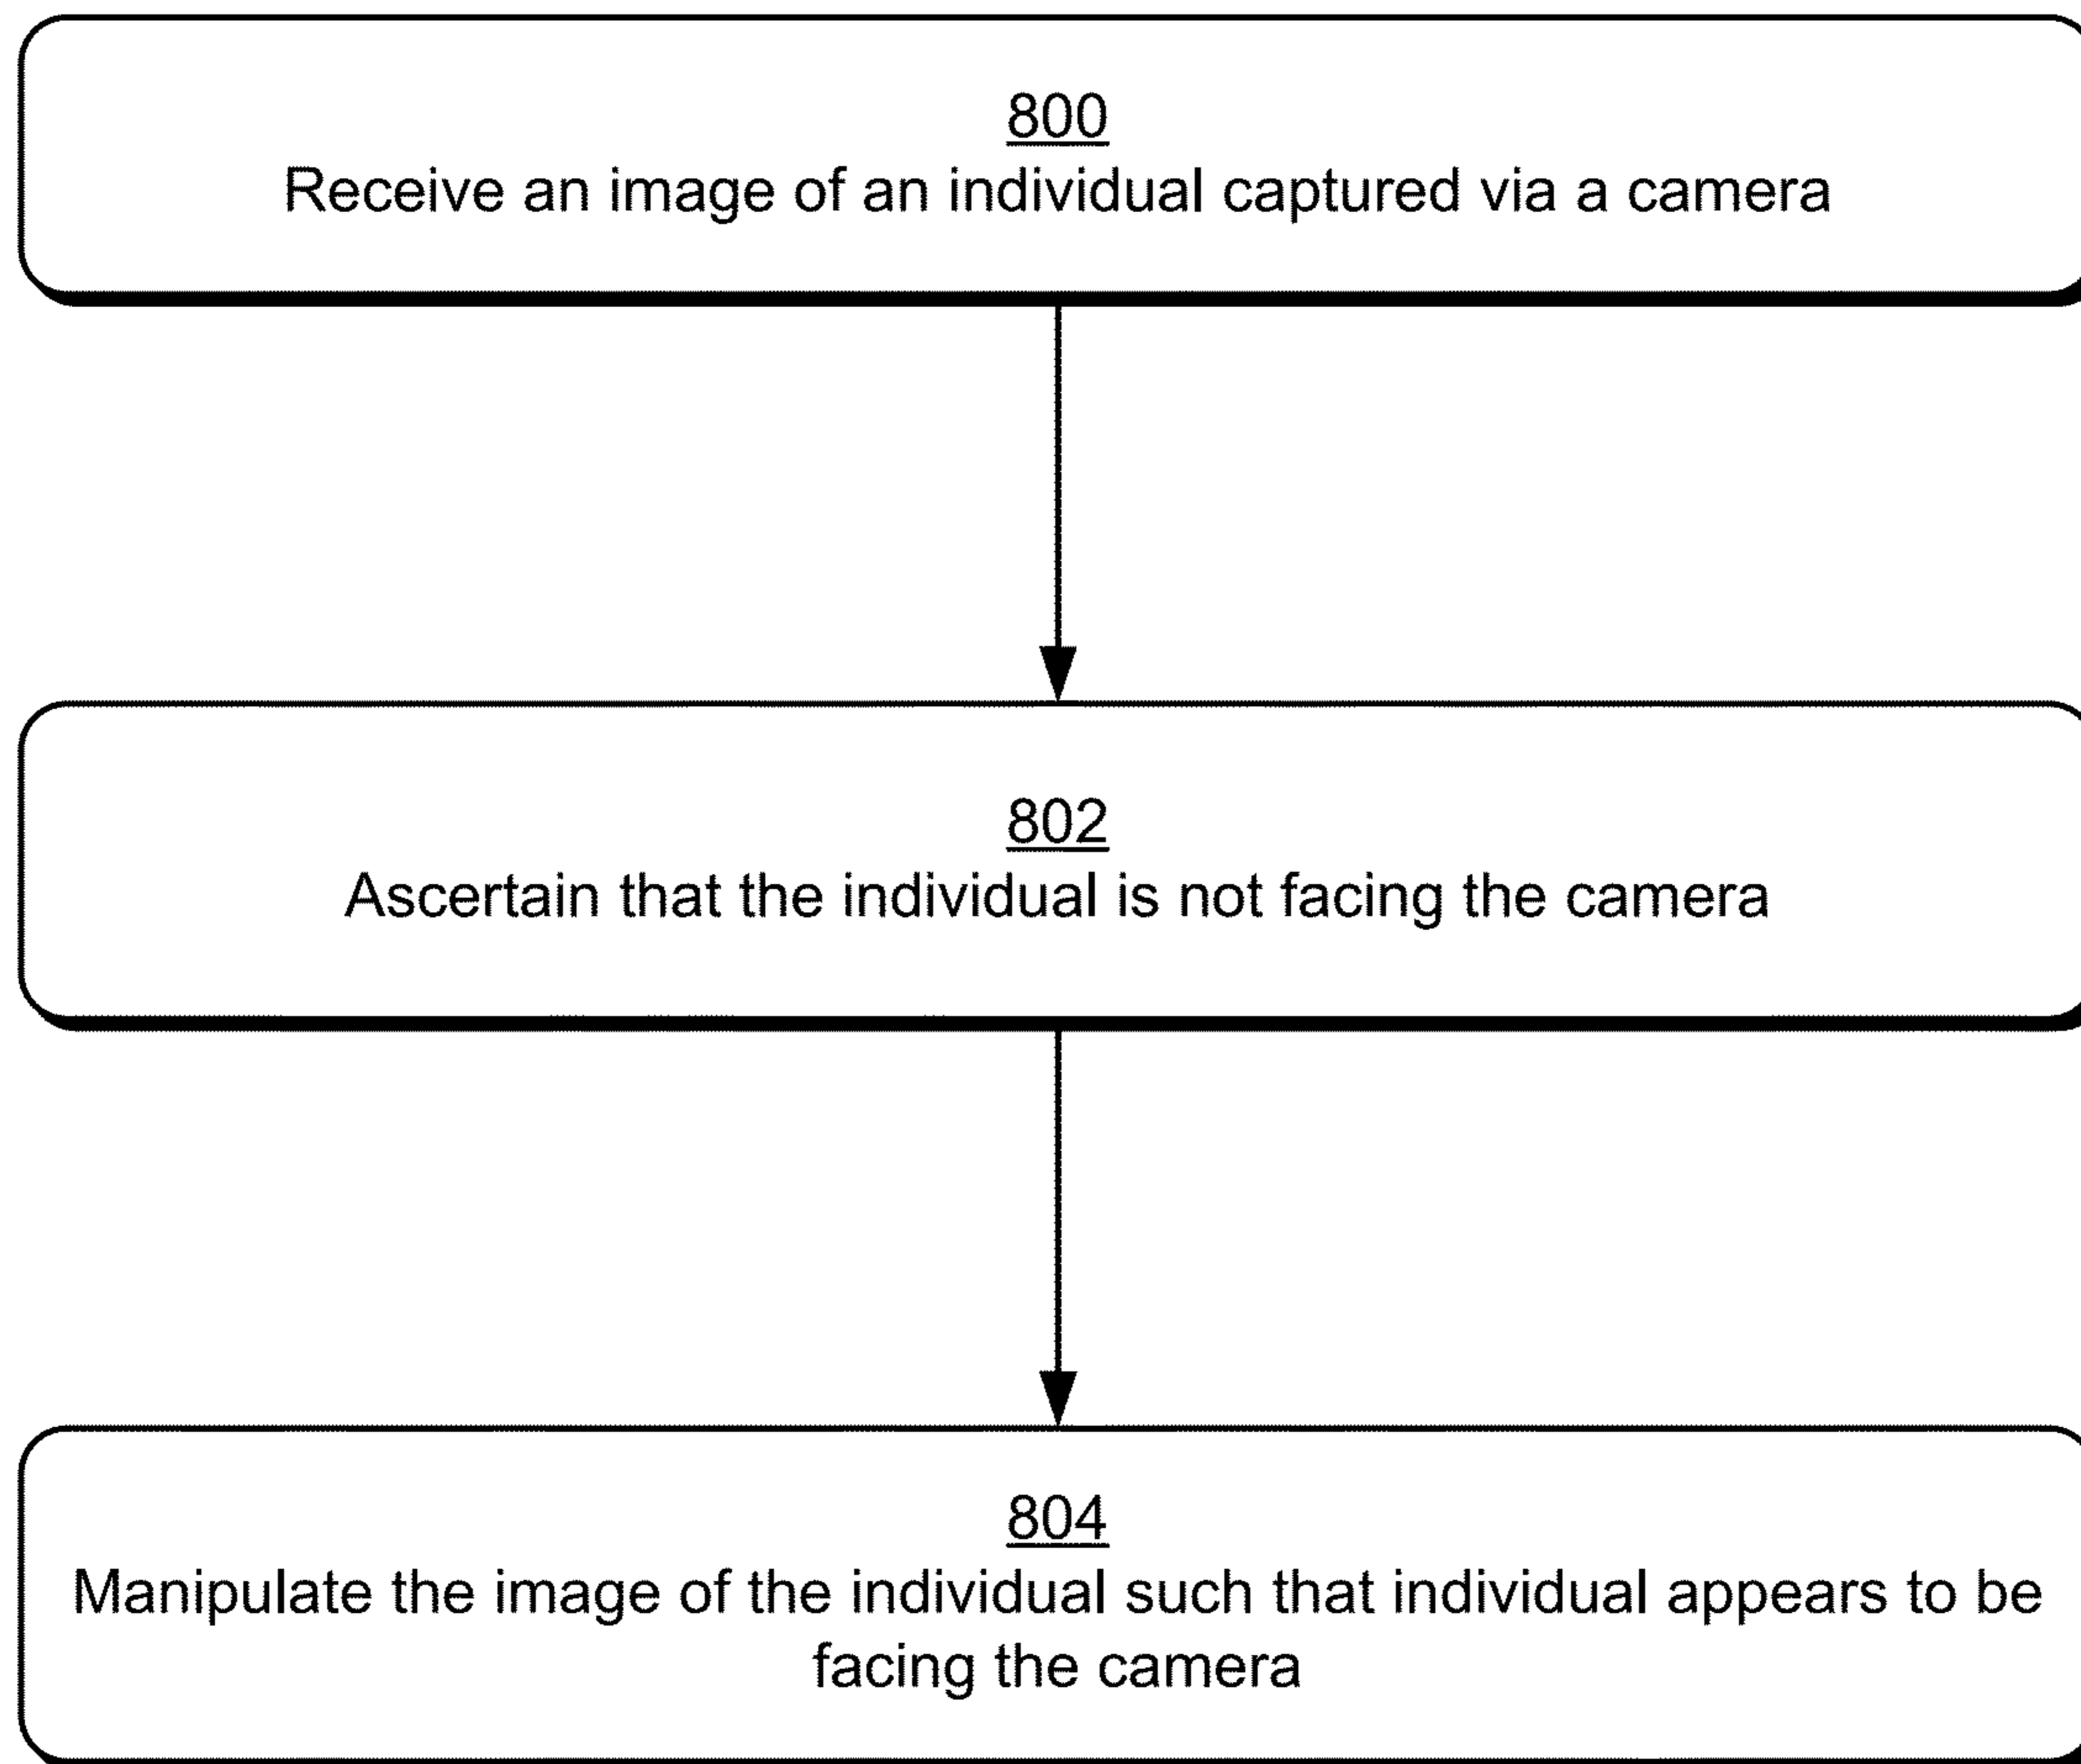 800
Receive an image of an individual captured via a camera
802
Ascertain that the individual is not facing the camera
804
Manipulate the image of the individual such that individual appears to be
facing the camera